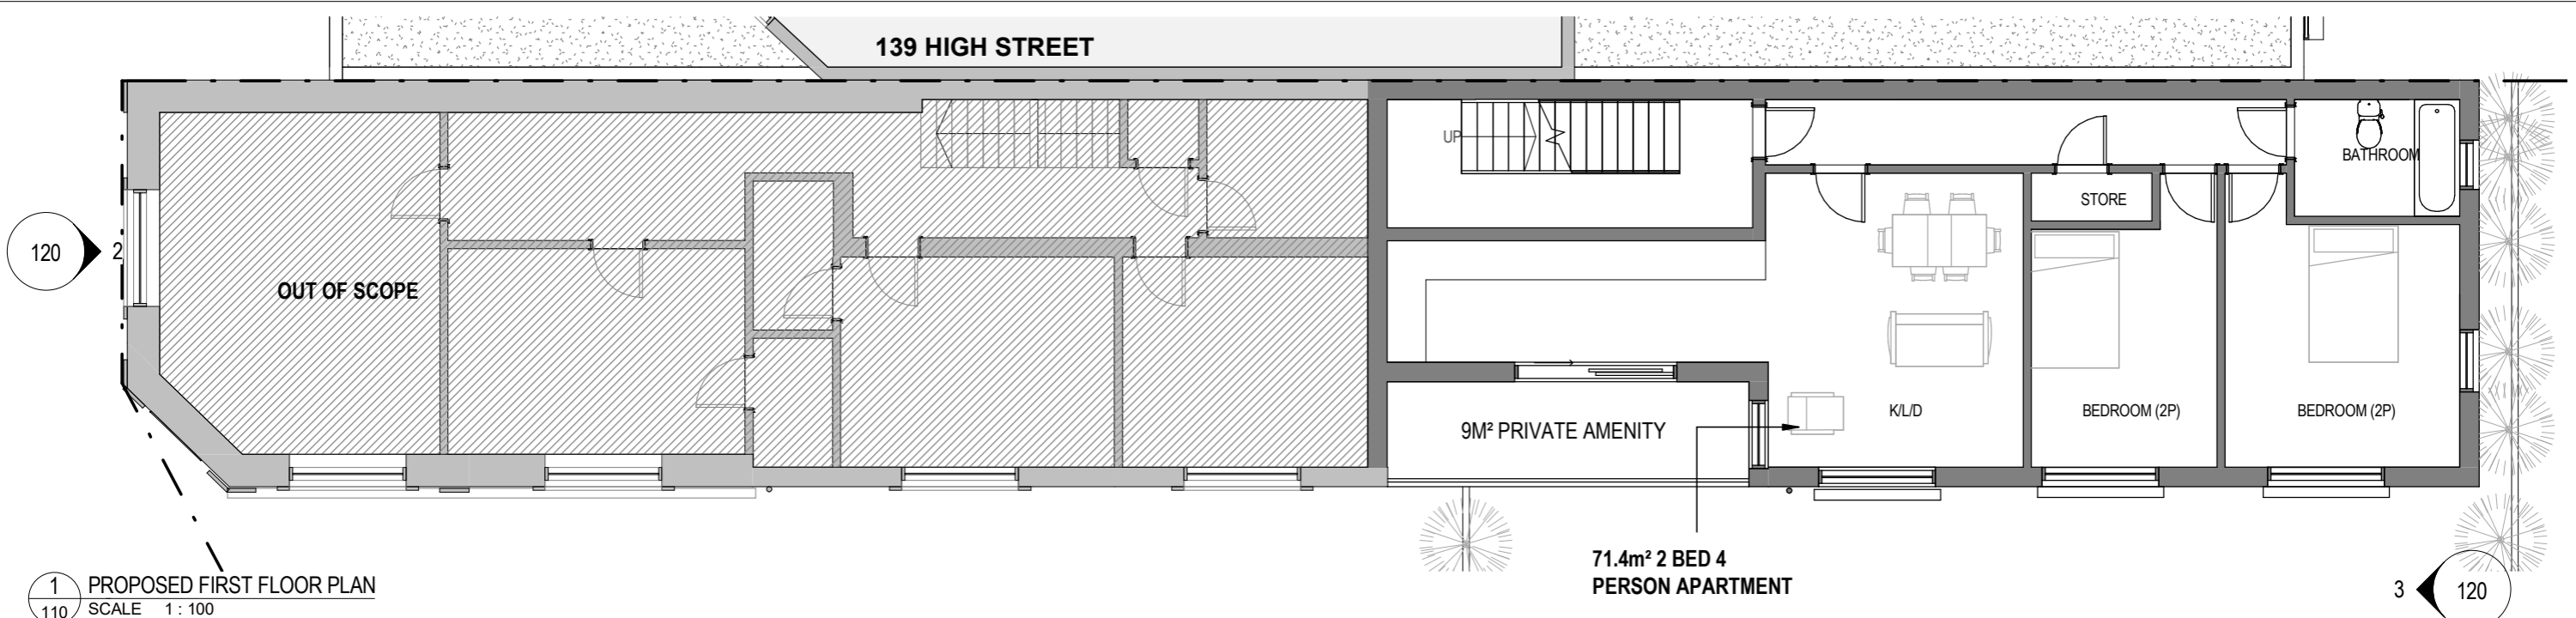 139 HIGH STREET
UP
BATHROOM
STORE
120
2
OUT OF SCOPE
9M² PRIVATE AMENITY
K/L/D
BEDROOM (2P)
BEDROOM (2P)
71.4m² 2 BED 4
PERSON APARTMENT
1
110
PROPOSED FIRST FLOOR PLAN
SCALE 1 : 100
3
120